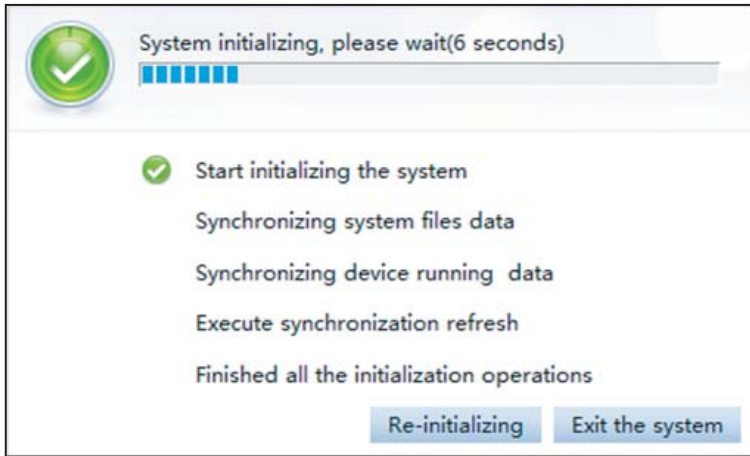 System initializing, please wait(6 seconds)
Start initializing the system
Synchronizing system files data
Synchronizing device running  data
Execute synchronization refresh
Finished all the initialization operations
Re-initializing
Exit the system